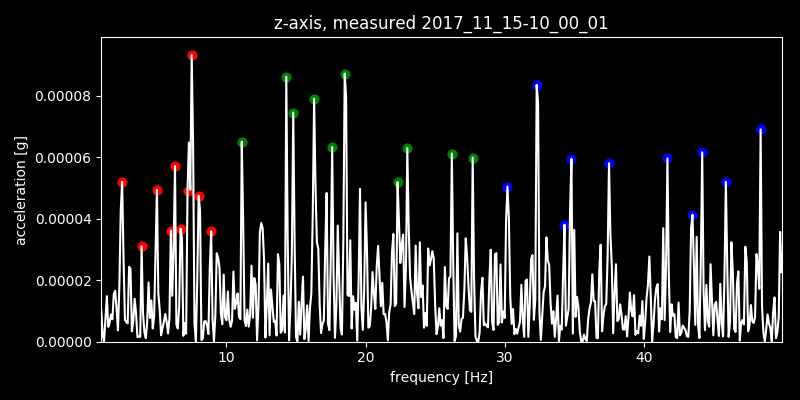 z-axis, measured 2017_11_15-10_00_01
0.00008
0.00006
0.00004
0.00002
0.00000
acceleration [g]
10 20 30 40
frequency [Hz]